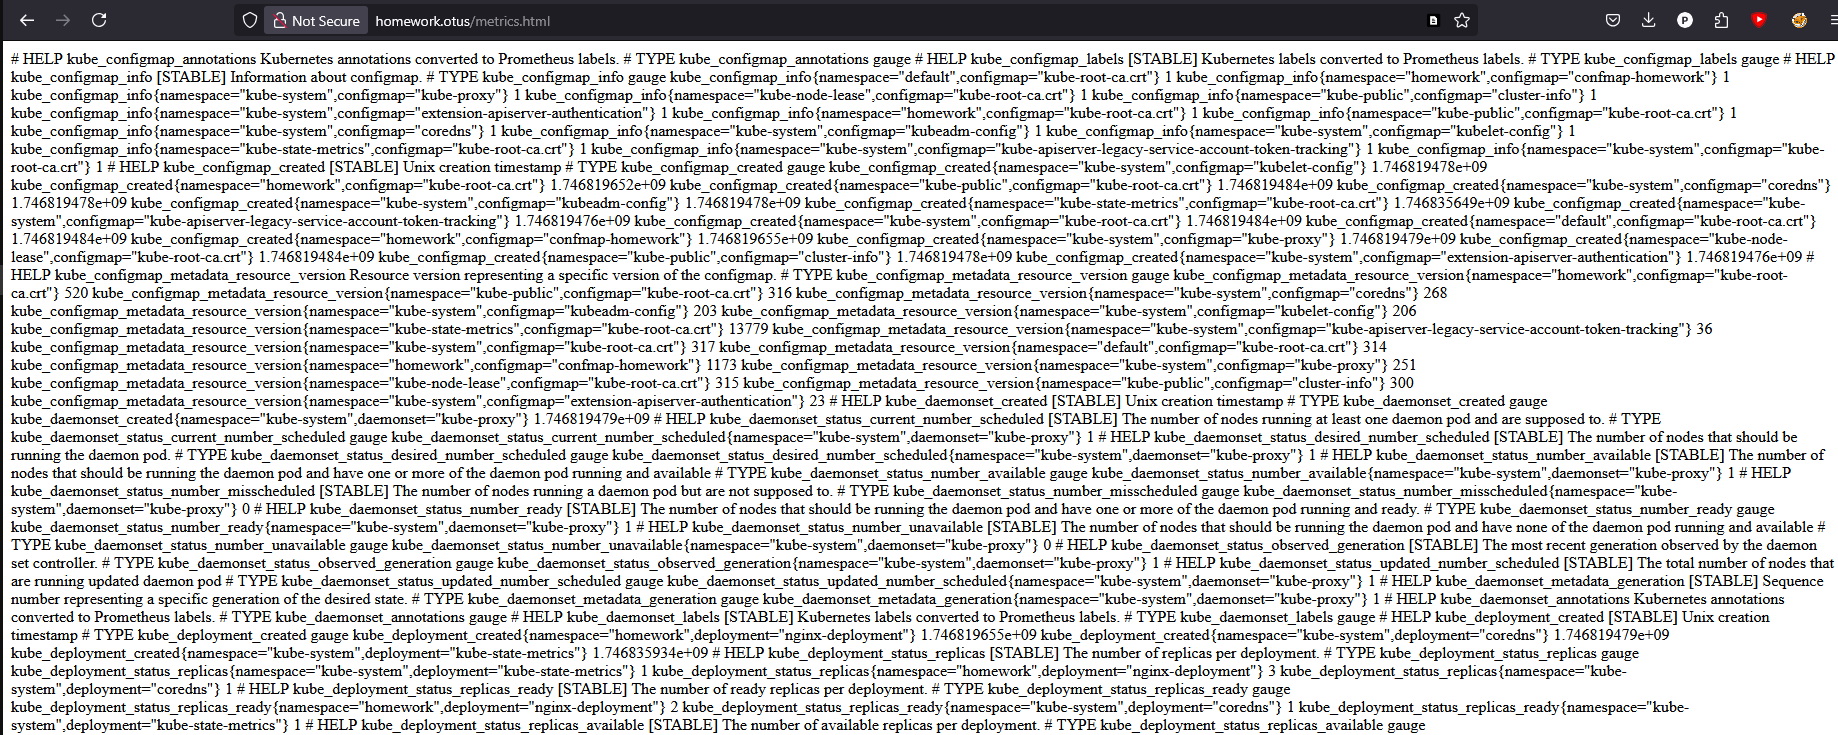 Not Secure
homework.otus/metrics.html
# HELP kube_configmap_annotations Kubernetes annotations converted to Prometheus labels. # TYPE kube_configmap_annotations gauge # HELP kube_configmap_labels [STABLE] Kubernetes labels converted to Prometheus labels. # TYPE kube_configmap_labels gauge # HELP
kube_configmap_info [STABLE] Information about configmap. # TYPE kube_configmap_info gauge kube_configmap_info{namespace="default",configmap="kube-root-ca.crt"} 1 kube_configmap_info{namespace="homework",configmap="confmap-homework"} 1
kube_configmap_info{namespace="kube-system",configmap="kube-proxy"} 1 kube_configmap_info{namespace="kube-node-lease",configmap="kube-root-ca.crt"} 1 kube_configmap_info{namespace="kube-public",configmap="cluster-info"} 1
kube_configmap_info{namespace="kube-system",configmap="extension-apiserver-authentication"} 1 kube_configmap_info{namespace="homework",configmap="kube-root-ca.crt"} 1 kube_configmap_info{namespace="kube-public",configmap="kube-root-ca.crt"} 1
kube_configmap_info{namespace="kube-system",configmap="coredns"} 1 kube_configmap_info{namespace="kube-system",configmap="kubeadm-config"} 1 kube_configmap_info{namespace="kube-system",configmap="kubelet-config"} 1
kube_configmap_info{namespace="kube-state-metrics",configmap="kube-root-ca.crt"} 1 kube_configmap_info{namespace="kube-system",configmap="kube-apiserver-legacy-service-account-token-tracking"} 1 kube_configmap_info{namespace="kube-system",configmap="kube-
root-ca.crt"} 1 # HELP kube_configmap_created [STABLE] Unix creation timestamp # TYPE kube_configmap_created gauge kube_configmap_created{namespace="kube-system",configmap="kubelet-config"} 1.746819478e+09
kube_configmap_created{namespace="homework",configmap="kube-root-ca.crt"} 1.746819652e+09 kube_configmap_created{namespace="kube-public",configmap="kube-root-ca.crt"} 1.746819484e+09 kube_configmap_created{namespace="kube-system",configmap="coredns"}
1.746819478e+09 kube_configmap_created{namespace="kube-system",configmap="kubeadm-config"} 1.746819478e+09 kube_configmap_created{namespace="kube-state-metrics",configmap="kube-root-ca.crt"} 1.746835649e+09 kube_configmap_created{namespace="kube-
system",configmap="kube-apiserver-legacy-service-account-token-tracking"} 1.746819476e+09 kube_configmap_created{namespace="kube-system",configmap="kube-root-ca.crt"} 1.746819484e+09 kube_configmap_created{namespace="default",configmap="kube-root-ca.crt"}
1.746819484e+09 kube_configmap_created{namespace="homework",configmap="confmap-homework"} 1.746819655e+09 kube_configmap_created{namespace="kube-system",configmap="kube-proxy"} 1.746819479e+09 kube_configmap_created{namespace="kube-node-
lease",configmap="kube-root-ca.crt"} 1.746819484e+09 kube_configmap_created{namespace="kube-public",configmap="cluster-info"} 1.746819478e+09 kube_configmap_created{namespace="kube-system",configmap="extension-apiserver-authentication"} 1.746819476e+09 #
HELP kube_configmap_metadata_resource_version Resource version representing a specific version of the configmap. # TYPE kube_configmap_metadata_resource_version gauge kube_configmap_metadata_resource_version{namespace="homework",configmap="kube-root-
ca.crt"} 520 kube_configmap_metadata_resource_version{namespace="kube-public",configmap="kube-root-ca.crt"} 316 kube_configmap_metadata_resource_version{namespace="kube-system",configmap="coredns"} 268
kube_configmap_metadata_resource_version{namespace="kube-system",configmap="kubeadm-config"} 203 kube_configmap_metadata_resource_version{namespace="kube-system",configmap="kubelet-config"} 206
kube_configmap_metadata_resource_version{namespace="kube-state-metrics",configmap="kube-root-ca.crt"} 13779 kube_configmap_metadata_resource_version{namespace="kube-system",configmap="kube-apiserver-legacy-service-account-token-tracking"} 36
kube_configmap_metadata_resource_version{namespace="kube-system",configmap="kube-root-ca.crt"} 317 kube_configmap_metadata_resource_version{namespace="default",configmap="kube-root-ca.crt"} 314
kube_configmap_metadata_resource_version{namespace="homework",configmap="confmap-homework"} 1173 kube_configmap_metadata_resource_version{namespace="kube-system",configmap="kube-proxy"} 251
kube_configmap_metadata_resource_version{namespace="kube-node-lease",configmap="kube-root-ca.crt"} 315 kube_configmap_metadata_resource_version{namespace="kube-public",configmap="cluster-info"} 300
kube_configmap_metadata_resource_version{namespace="kube-system",configmap="extension-apiserver-authentication"} 23 # HELP kube_daemonset_created [STABLE] Unix creation timestamp # TYPE kube_daemonset_created gauge
kube_daemonset_created{namespace="kube-system",daemonset="kube-proxy"} 1.746819479e+09 # HELP kube_daemonset_status_current_number_scheduled [STABLE] The number of nodes running at least one daemon pod and are supposed to. # TYPE
kube_daemonset_status_current_number_scheduled gauge kube_daemonset_status_current_number_scheduled{namespace="kube-system",daemonset="kube-proxy"} 1 # HELP kube_daemonset_status_desired_number_scheduled [STABLE] The number of nodes that should be
running the daemon pod. # TYPE kube_daemonset_status_desired_number_scheduled gauge kube_daemonset_status_desired_number_scheduled{namespace="kube-system",daemonset="kube-proxy"} 1 # HELP kube_daemonset_status_number_available [STABLE] The number of
nodes that should be running the daemon pod and have one or more of the daemon pod running and available # TYPE kube_daemonset_status_number_available gauge kube_daemonset_status_number_available{namespace="kube-system",daemonset="kube-proxy"} 1 # HELP
kube_daemonset_status_number_misscheduled [STABLE] The number of nodes running a daemon pod but are not supposed to. # TYPE kube_daemonset_status_number_misscheduled gauge kube_daemonset_status_number_misscheduled{namespace="kube-
system",daemonset="kube-proxy"} 0 # HELP kube_daemonset_status_number_ready [STABLE] The number of nodes that should be running the daemon pod and have one or more of the daemon pod running and ready. # TYPE kube_daemonset_status_number_ready gauge
kube_daemonset_status_number_ready{namespace="kube-system",daemonset="kube-proxy"} 1 # HELP kube_daemonset_status_number_unavailable [STABLE] The number of nodes that should be running the daemon pod and have none of the daemon pod running and available #
TYPE kube_daemonset_status_number_unavailable gauge kube_daemonset_status_number_unavailable{namespace="kube-system",daemonset="kube-proxy"} 0 # HELP kube_daemonset_status_observed_generation [STABLE] The most recent generation observed by the daemon
set controller. # TYPE kube_daemonset_status_observed_generation gauge kube_daemonset_status_observed_generation{namespace="kube-system",daemonset="kube-proxy"} 1 # HELP kube_daemonset_status_updated_number_scheduled [STABLE] The total number of nodes that
are running updated daemon pod # TYPE kube_daemonset_status_updated_number_scheduled gauge kube_daemonset_status_updated_number_scheduled{namespace="kube-system",daemonset="kube-proxy"} 1 # HELP kube_daemonset_metadata_generation [STABLE] Sequence
number representing a specific generation of the desired state. # TYPE kube_daemonset_metadata_generation gauge kube_daemonset_metadata_generation{namespace="kube-system",daemonset="kube-proxy"} 1 # HELP kube_daemonset_annotations Kubernetes annotations
converted to Prometheus labels. # TYPE kube_daemonset_annotations gauge # HELP kube_daemonset_labels [STABLE] Kubernetes labels converted to Prometheus labels. # TYPE kube_daemonset_labels gauge # HELP kube_deployment_created [STABLE] Unix creation
timestamp # TYPE kube_deployment_created gauge kube_deployment_created{namespace="homework",deployment="nginx-deployment"} 1.746819655e+09 kube_deployment_created{namespace="kube-system",deployment="coredns"} 1.746819479e+09
kube_deployment_created{namespace="kube-system",deployment="kube-state-metrics"} 1.746835934e+09 # HELP kube_deployment_status_replicas [STABLE] The number of replicas per deployment. # TYPE kube_deployment_status_replicas gauge
kube_deployment_status_replicas{namespace="kube-system",deployment="kube-state-metrics"} 1 kube_deployment_status_replicas{namespace="homework",deployment="nginx-deployment"} 3 kube_deployment_status_replicas{namespace="kube-
system",deployment="coredns"} 1 # HELP kube_deployment_status_replicas_ready [STABLE] The number of ready replicas per deployment. # TYPE kube_deployment_status_replicas_ready gauge
kube_deployment_status_replicas_ready{namespace="homework",deployment="nginx-deployment"} 2 kube_deployment_status_replicas_ready{namespace="kube-system",deployment="coredns"} 1 kube_deployment_status_replicas_ready{namespace="kube-
system",deployment="kube-state-metrics"} 1 # HELP kube_deployment_status_replicas_available [STABLE] The number of available replicas per deployment. # TYPE kube_deployment_status_replicas_available gauge